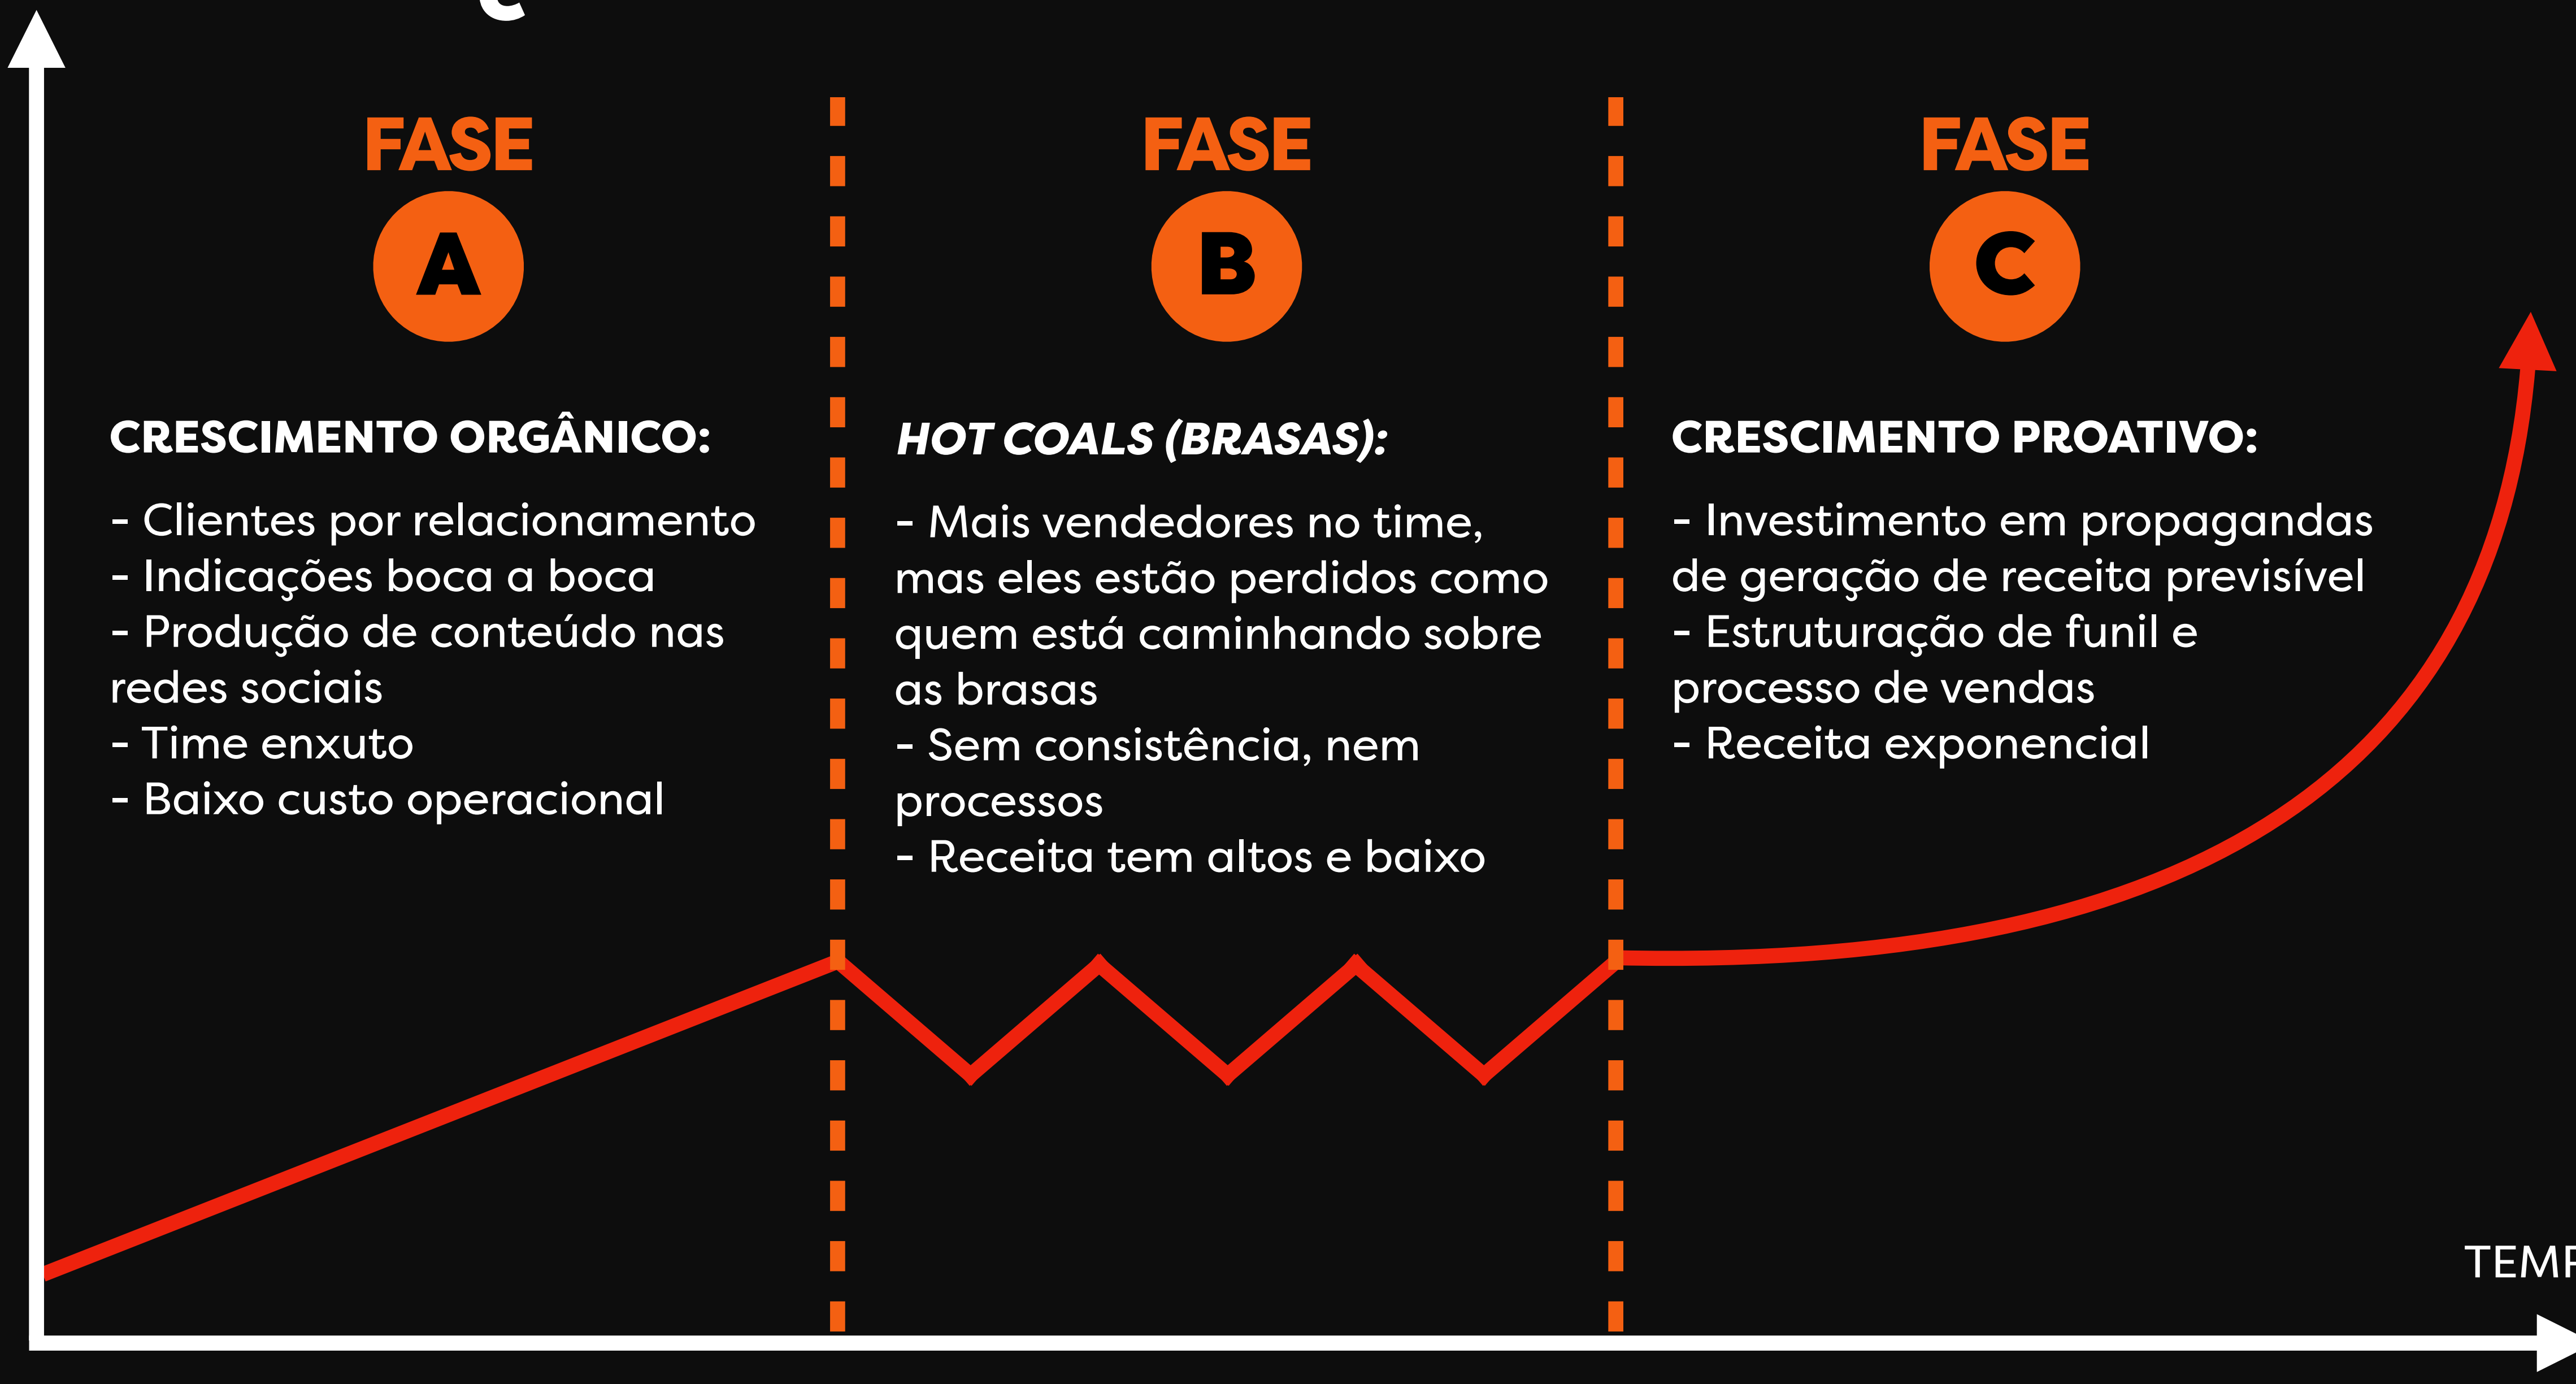 FASE
A
CRESCIMENTO ORGÂNICO:
- Clientes por relacionamento
- Indicações boca a boca
- Produção de conteúdo nas
redes sociais
- Time enxuto
- Baixo custo operacional
FASE
B
HOT COALS (BRASAS):
- Mais vendedores no time,
mas eles estão perdidos como
quem está caminhando sobre
as brasas
- Sem consistência, nem
processos
- Receita tem altos e baixo
FASE
C
CRESCIMENTO PROATIVO:
- Investimento em propagandas
de geração de receita previsível
- Estruturação de funil e
processo de vendas
- Receita exponencial